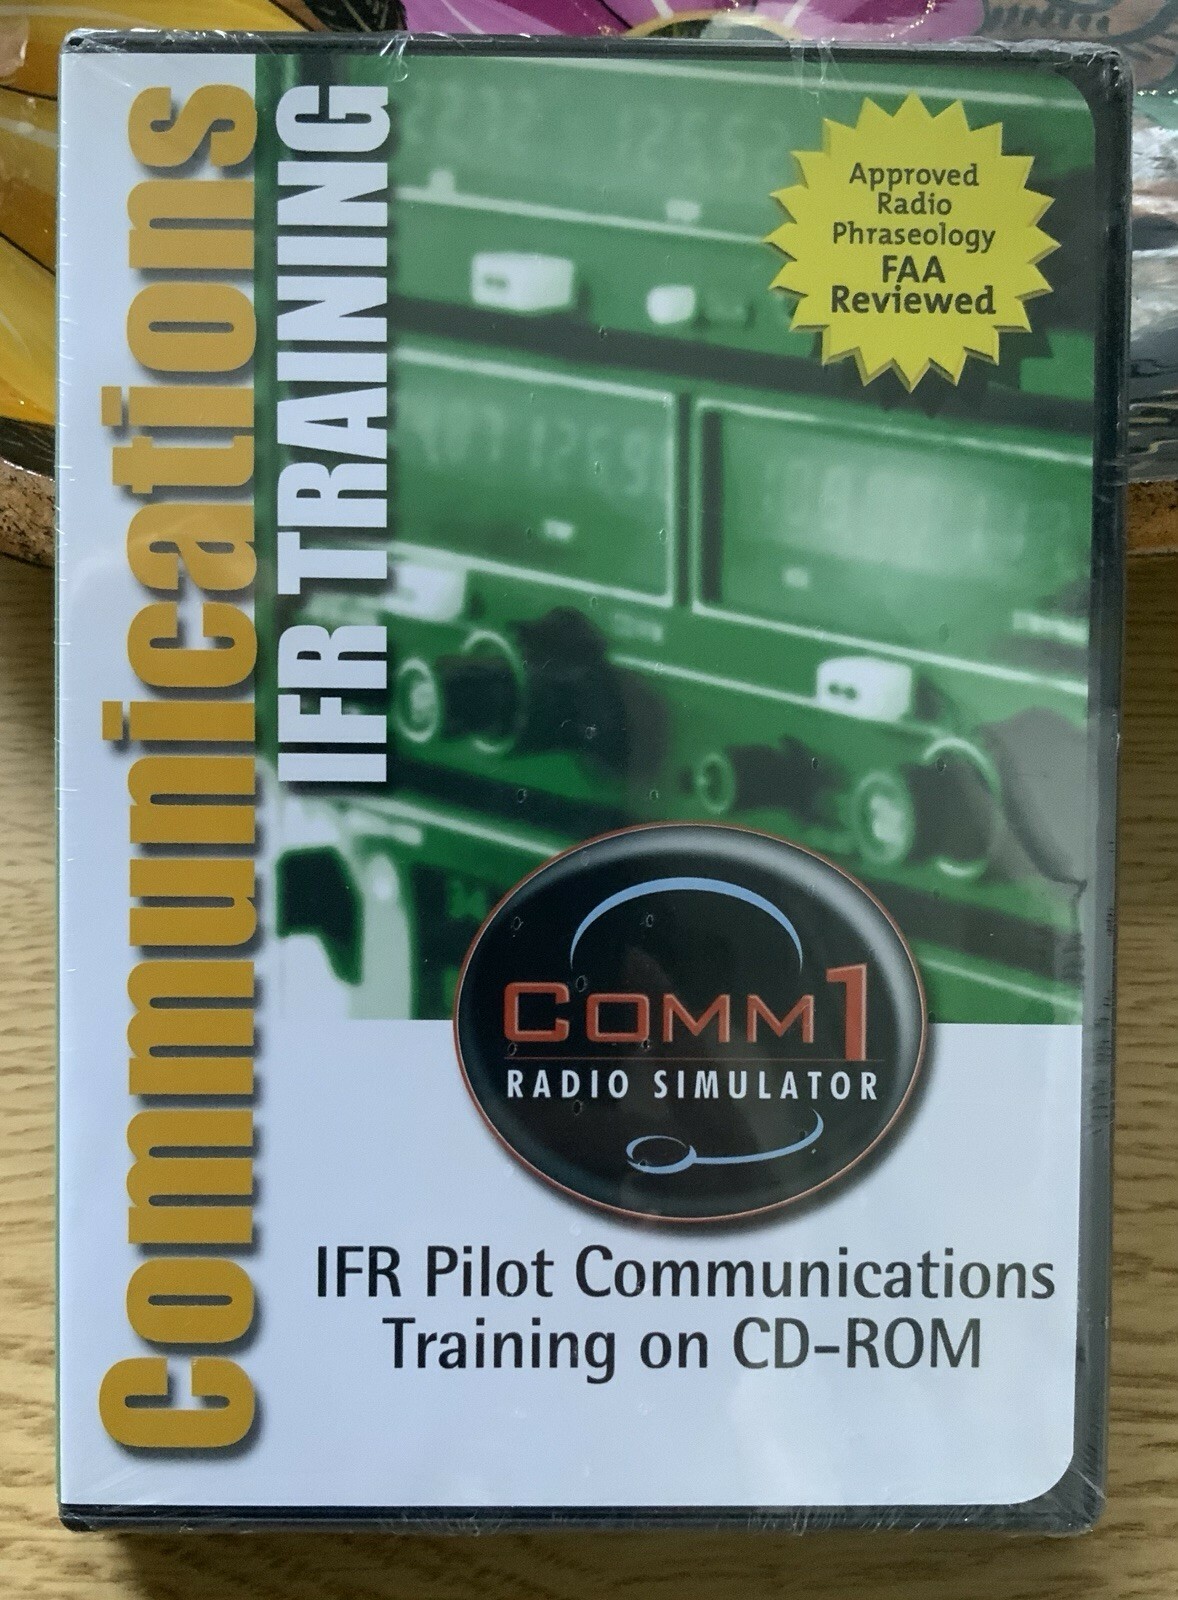 Communications
IFR TRAINING
Approved
Radio
Phraseology
FAA
Reviewed
COMM1
RADIO SIMULATOR
IFR Pilot Communications
Training on CD-ROM